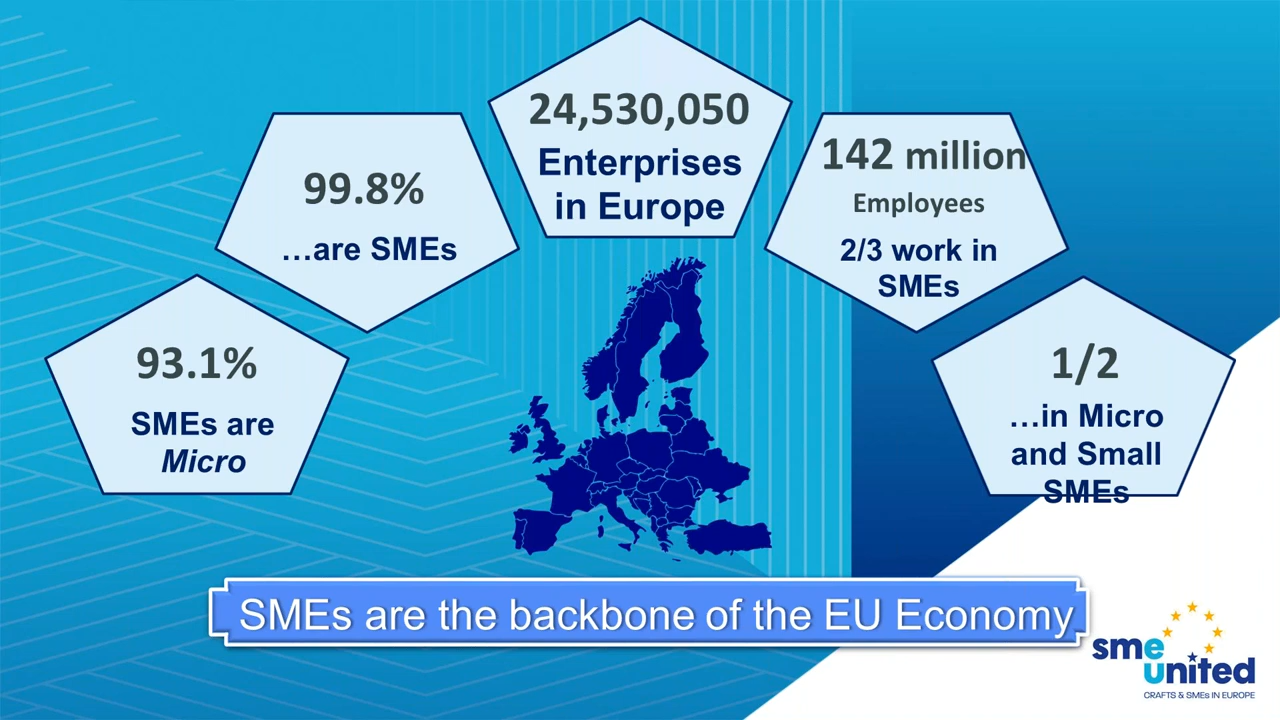 24,530,050
Enterprises
in Europe
99.8%
...are SMEs
142 million
Employees
2/3 work in
SMEs
93.1%
SMEs are
Micro
1/2
...in Micro
and Small
SMEs
SMEs are the backbone of the EU Economy
sme
united
CRAFTS & SMEs IN EUROPE